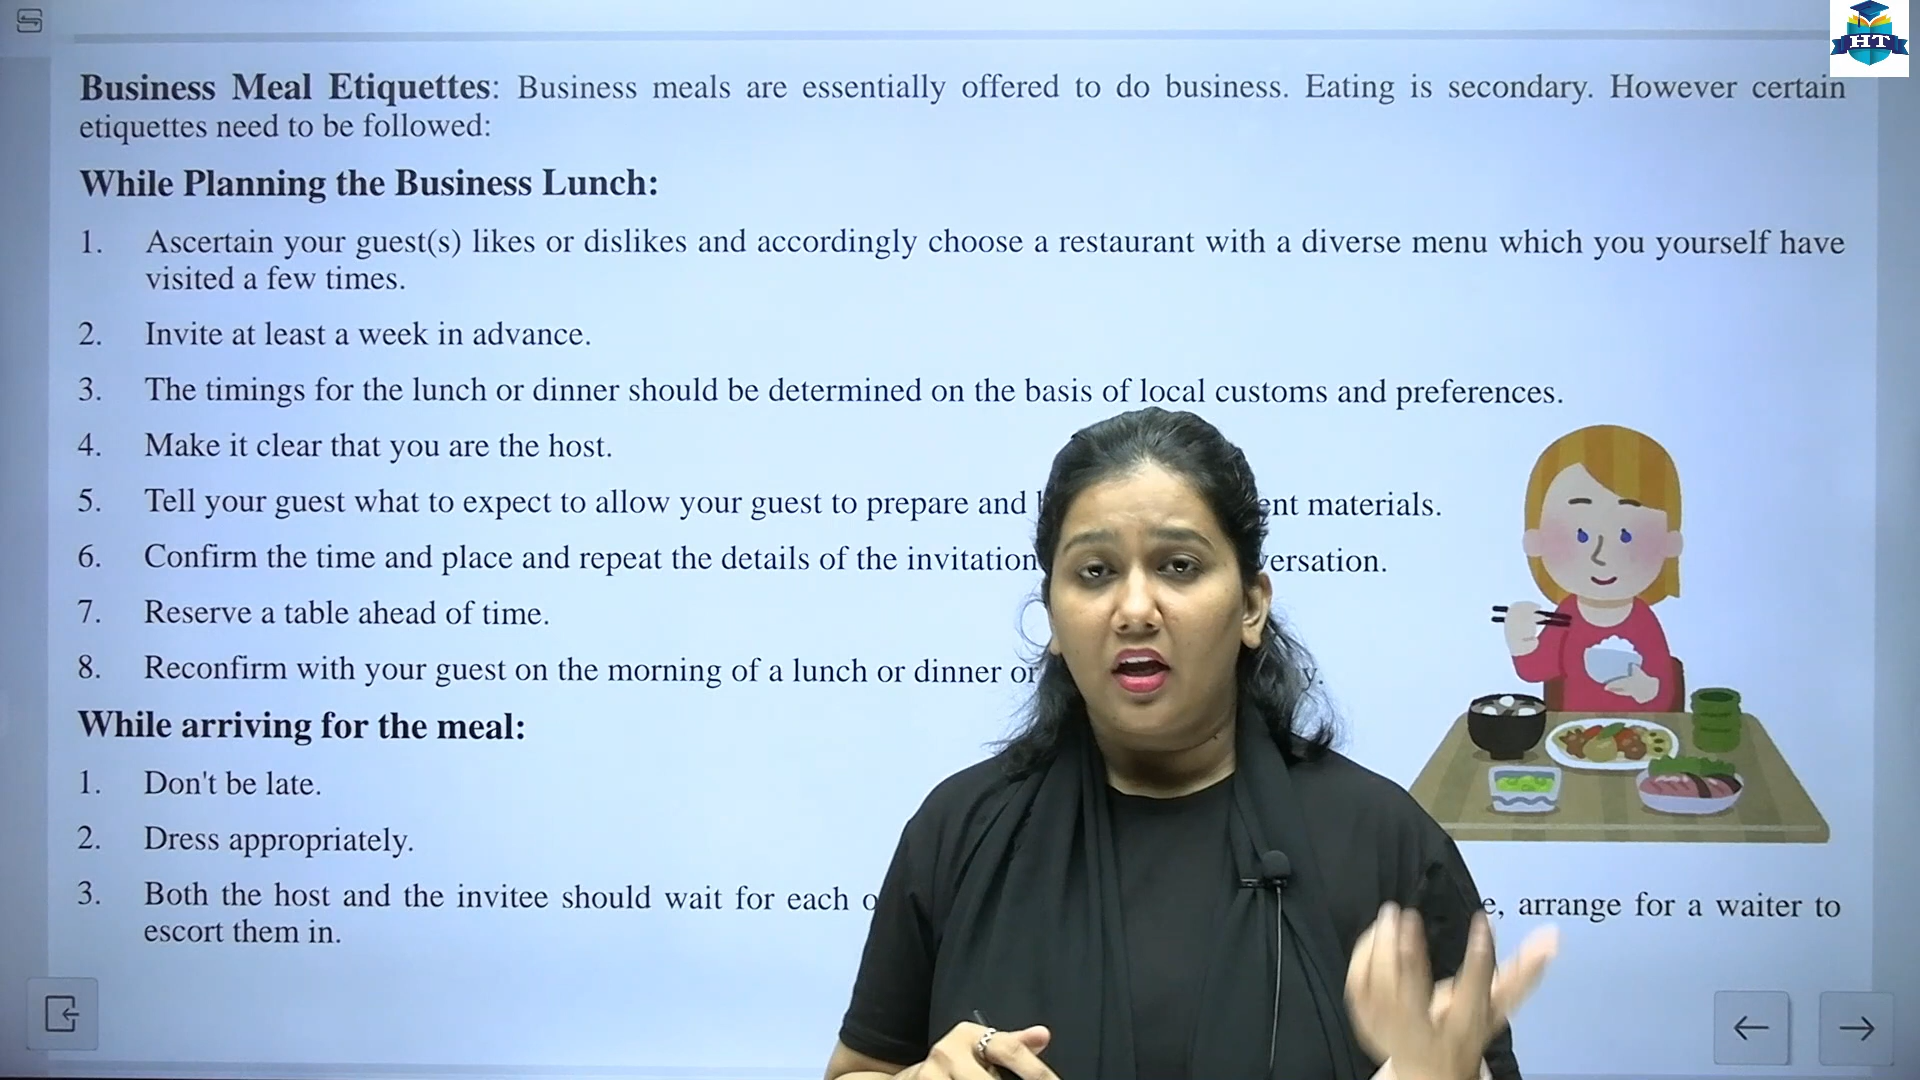 HT
Business Meal Etiquettes: Business meals are essentially offered to do business. Eating is secondary. However certain
etiquettes need to be followed:
While Planning the Business Lunch:
1. Ascertain your guest(s) likes or dislikes and accordingly choose a restaurant with a diverse menu which you yourself have
visited a few times.
2. Invite at least a week in advance.
3. The timings for the lunch or dinner should be determined on the basis of local customs and preferences.
4. Make it clear that you are the host.
5. Tell your guest what to expect to allow your guest to prepare and materials.
6. Confirm the time and place and repeat the details of the invitation
7. Reserve a table ahead of time.
8. Reconfirm with your guest on the morning of a lunch or dinner
While arriving for the meal:
1. Don't be late.
2. Dress appropriately.
3. Both the host and the invitee should wait for each arrange for a waiter to
escort them in.